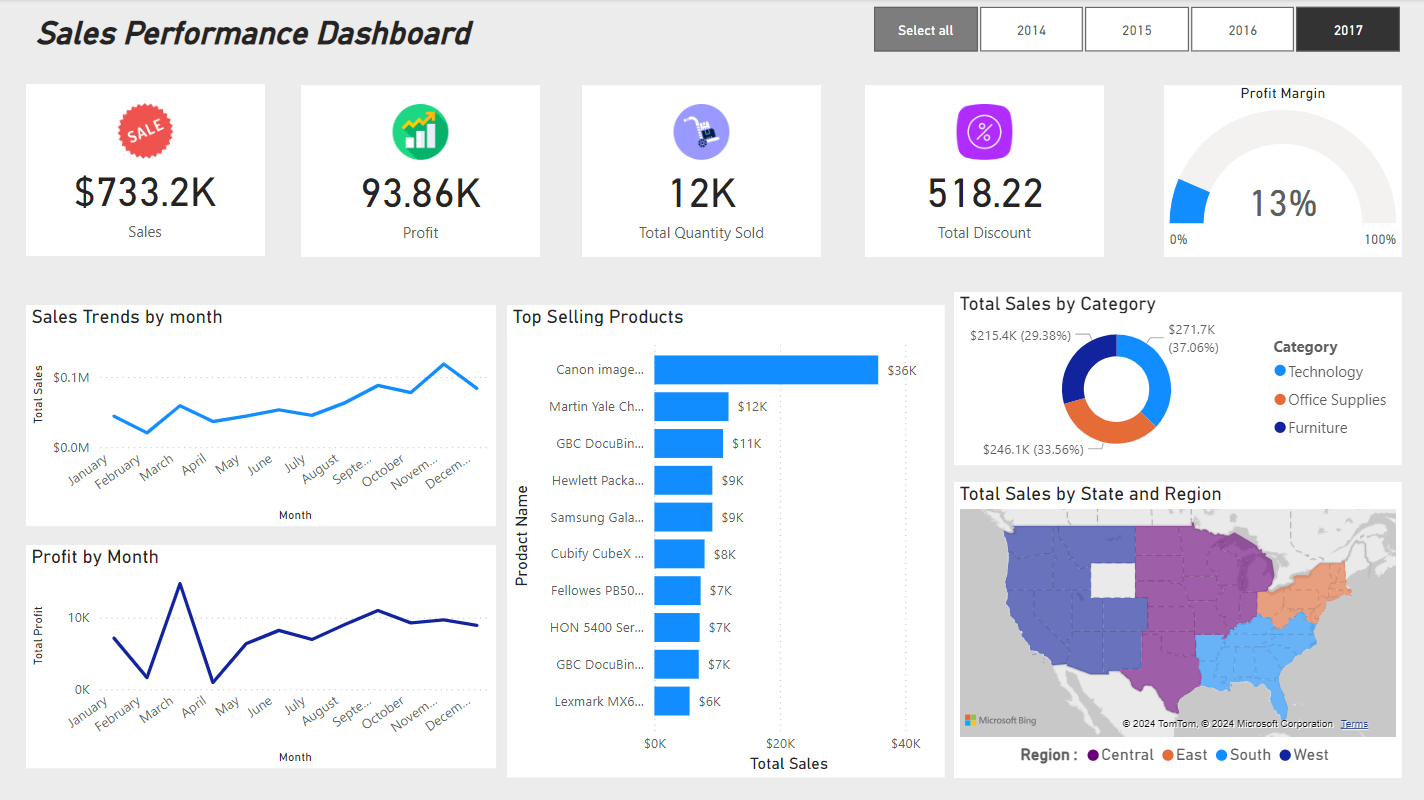 Sales Performance Dashboard
Select all
2014
2015
2016
2017
SALE
$733.2K
Sales
93.86K
Profit
12K
Total Quantity Sold
518.22
Total Discount
Profit Margin
13%
0%
100%
Sales Trends by month
Total Sales
$0.1M
$0.0M
January
February
March
April
May
June
July
August
Septe...
October
Novem...
Decem...
Month
Profit by Month
Total Profit
10K
0K
January
February
March
April
May
June
July
August
Septe...
October
Novem...
Decem...
Month
Top Selling Products
Product Name
Canon image...
$36K
Martin Yale Ch...
$12K
GBC DocuBin...
$11K
Hewlett Packa...
$9K
Samsung Gala...
$9K
Cubify CubeX ...
$8K
Fellowes PB50...
$7K
HON 5400 Ser...
$7K
GBC DocuBin...
$7K
Lexmark MX6...
$6K
$0K
$20K
$40K
Total Sales
Total Sales by Category
$215.4K (29.38%)
$271.7K
(37.06%)
$246.1K (33.56%)
Category
Technology
Office Supplies
Furniture
Total Sales by State and Region
Microsoft Bing
© 2024 TomTom, © 2024 Microsoft Corporation Terms
Region : Central East South West